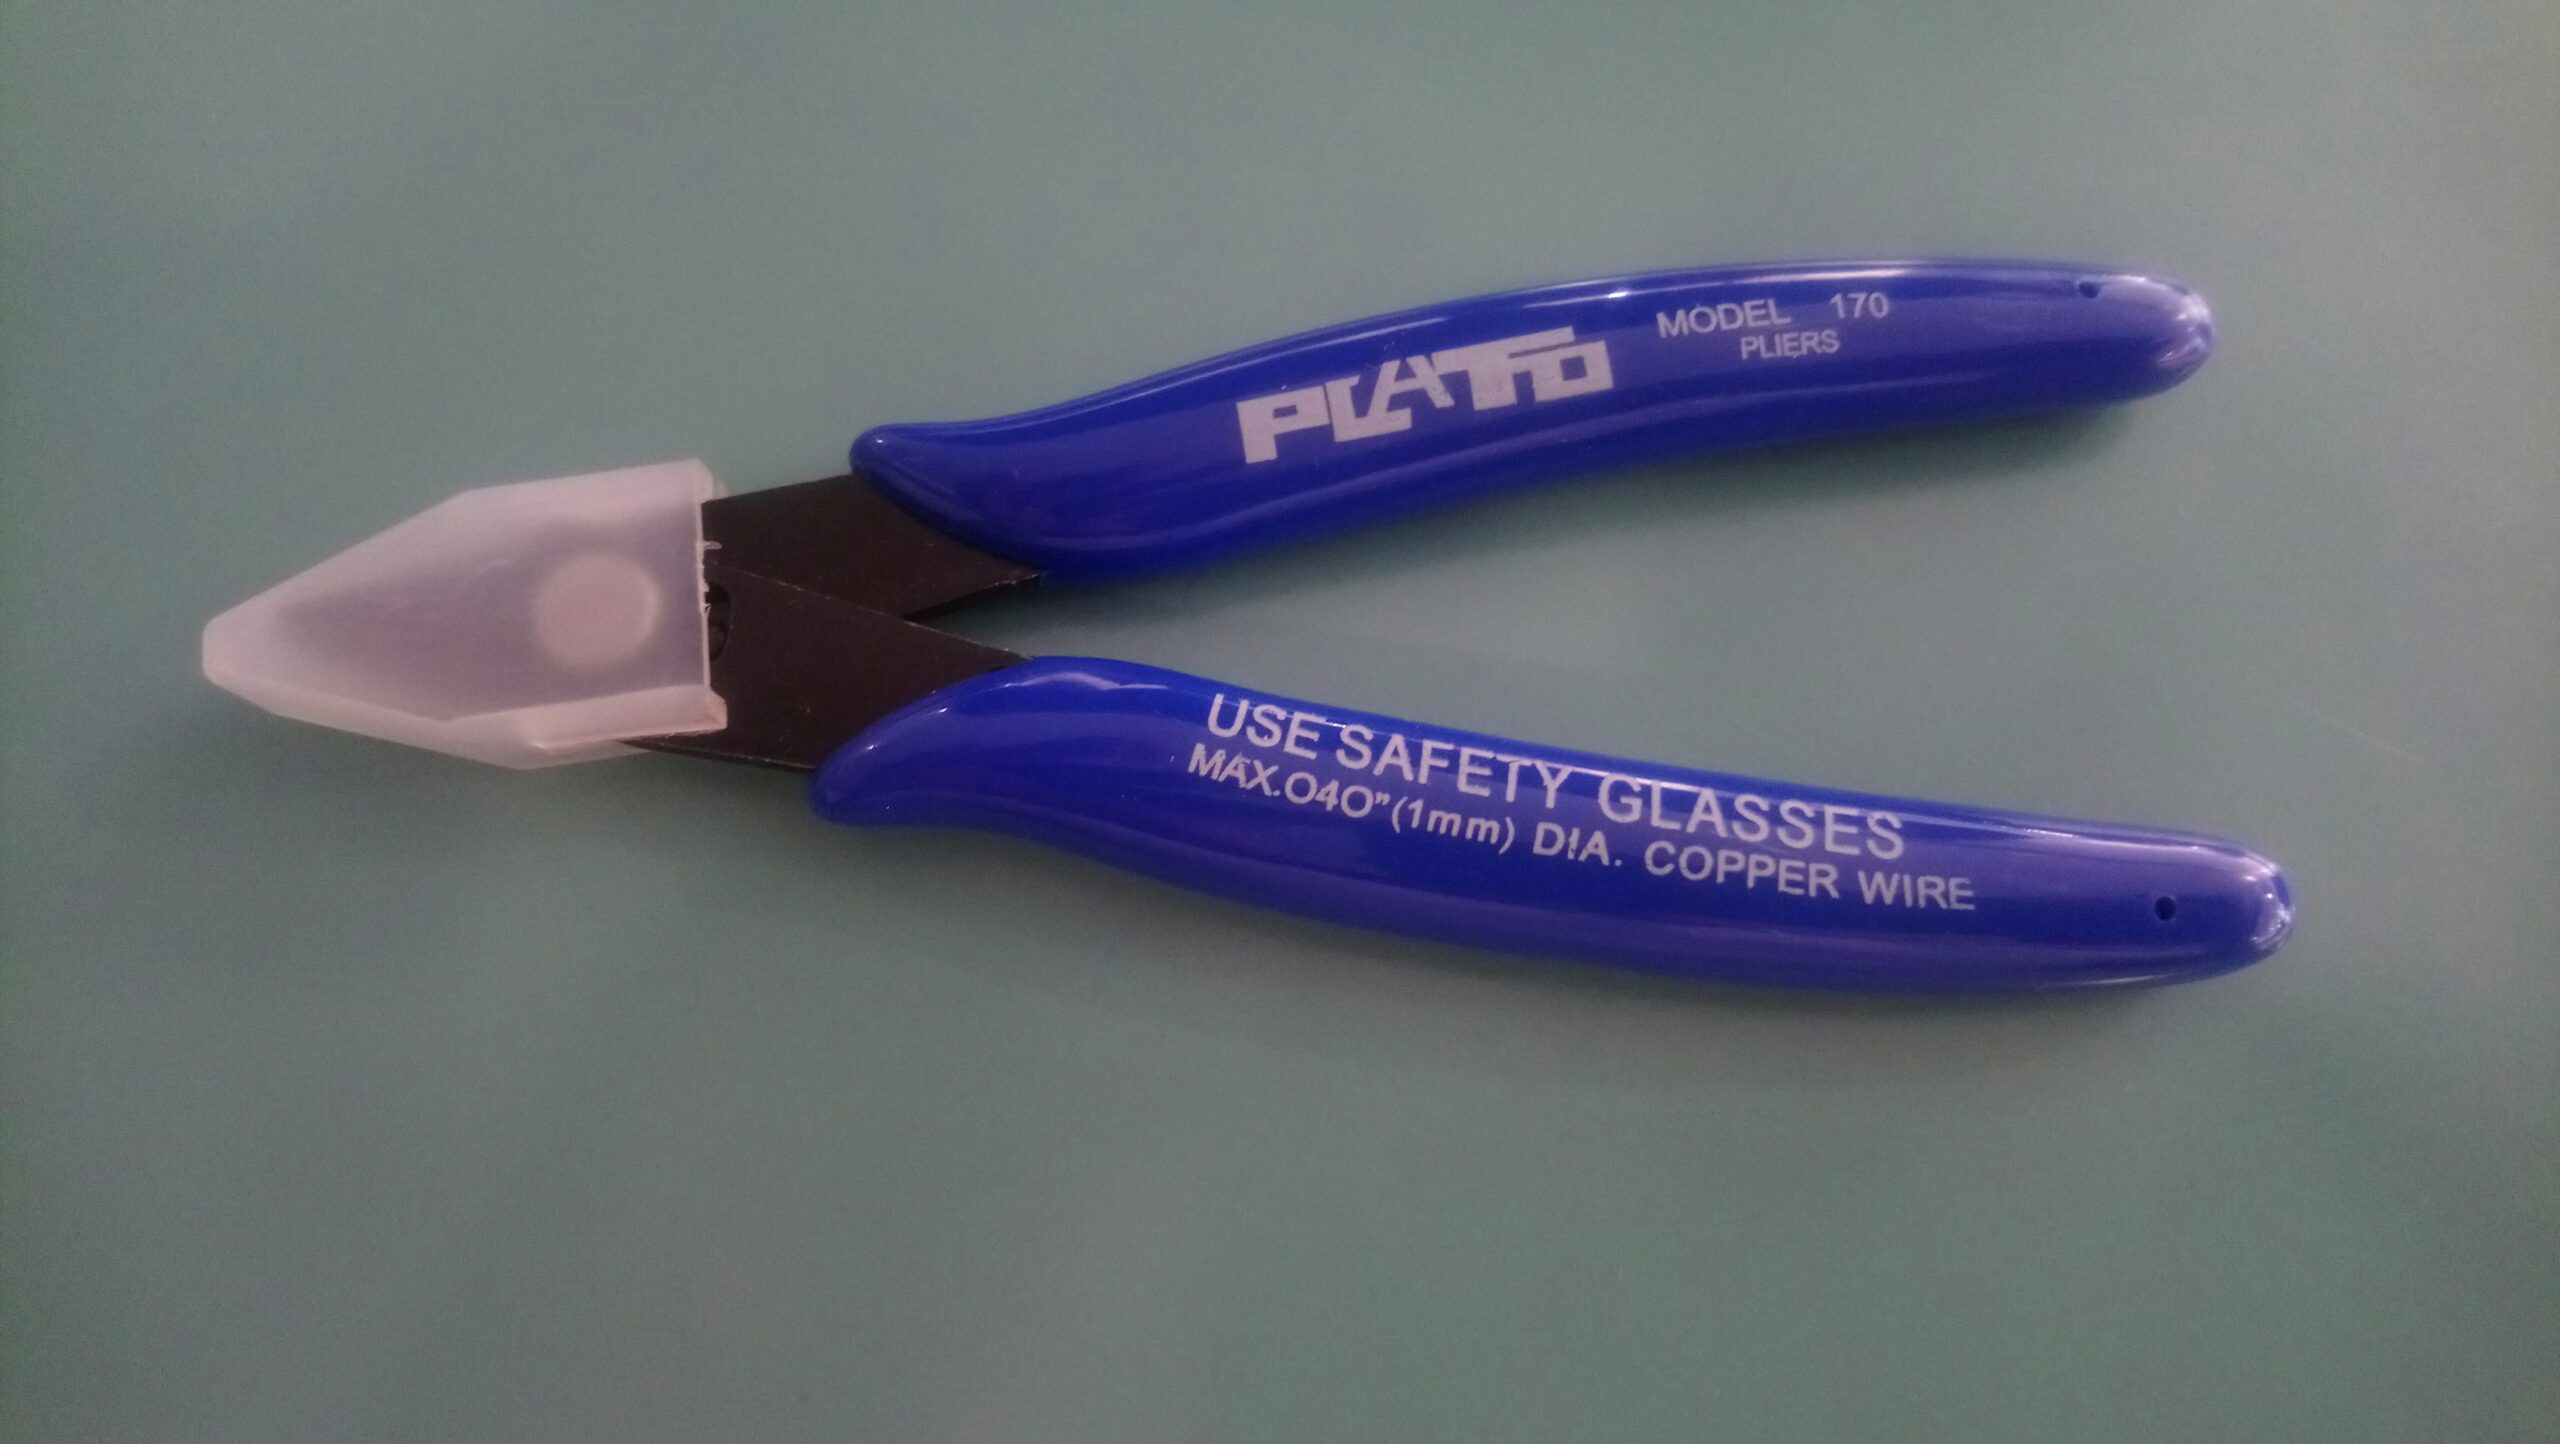 PLATO
MODEL 170
PLIERS
USE SAFETY GLASSES
MAX.040"(1mm) DIA. COPPER WIRE